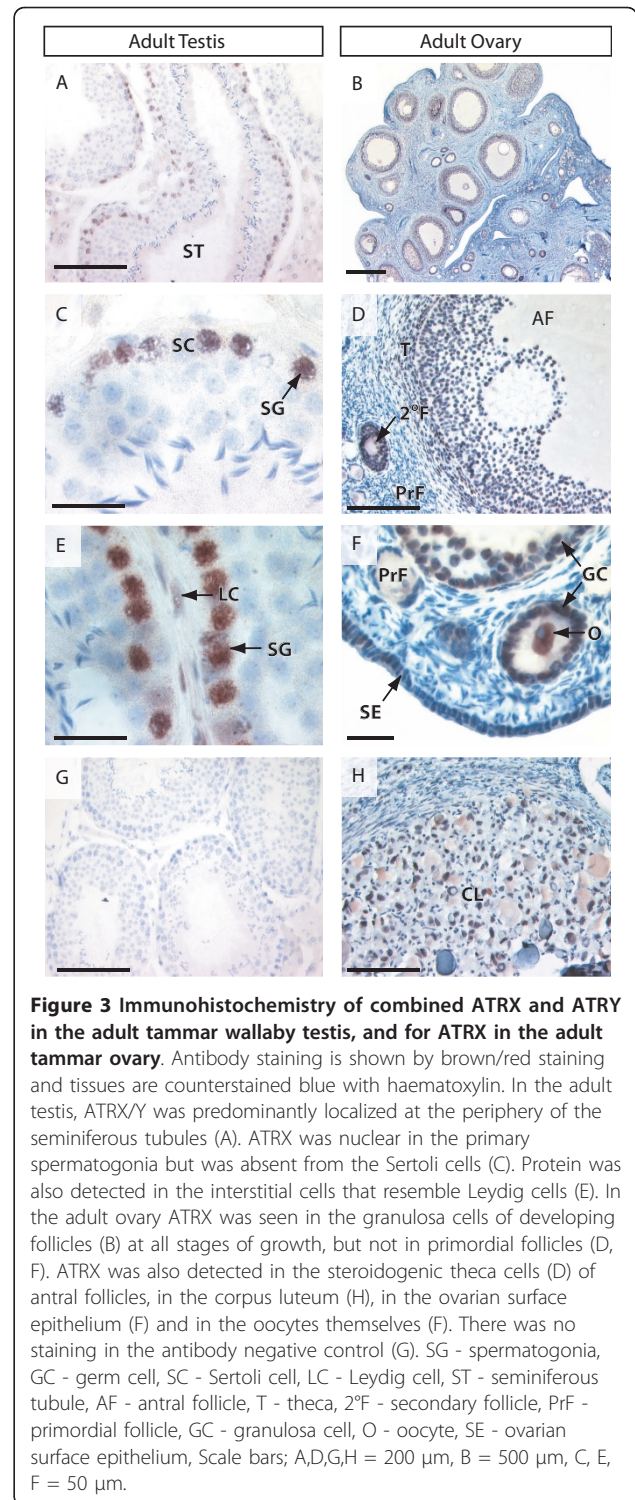 Adult Testis
Adult Ovary
A
ST
B
C
SC
SG
D
AF
T
2°F
PrF
E
LC
SG
F
PrF
GC
O
SE
G
H
CL
Figure 3 Immunohistochemistry of combined ATRX and ATRY
in the adult tammar wallaby testis, and for ATRX in the adult
tammar ovary. Antibody staining is shown by brown/red staining
and tissues are counterstained blue with haematoxylin. In the adult
testis, ATRX/Y was predominantly localized at the periphery of the
seminiferous tubules (A). ATRX was nuclear in the primary
spermatogonia but was absent from the Sertoli cells (C). Protein was
also detected in the interstitial cells that resemble Leydig cells (E). In
the adult ovary ATRX was seen in the granulosa cells of developing
follicles (B) at all stages of growth, but not in primordial follicles (D,
F). ATRX was also detected in the steroidogenic theca cells (D) of
antral follicles, in the corpus luteum (H), in the ovarian surface
epithelium (F) and in the oocytes themselves (F). There was no
staining in the antibody negative control (G). SG - spermatogonia,
GC - germ cell, SC - Sertoli cell, LC - Leydig cell, ST - seminiferous
tubule, AF - antral follicle, T - theca, 2°F - secondary follicle, PrF -
primordial follicle, GC - granulosa cell, O - oocyte, SE - ovarian
surface epithelium, Scale bars; A,D,G,H = 200 μm, B = 500 μm, C, E,
F = 50 μm.